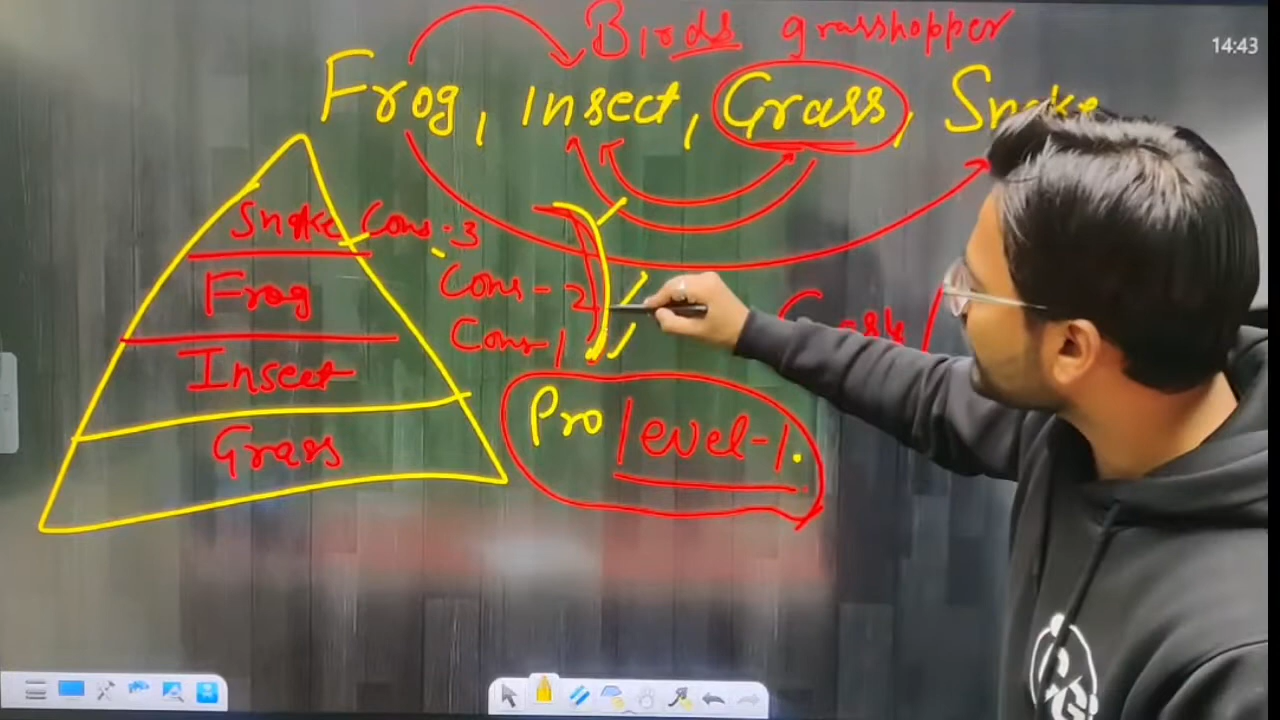 Birds grasshopper
14:43
Frog, Insect, Grass, Snake
Snake Cons-3
Frog Cons-2
Insect Cons-1
Grass Pro level-1.